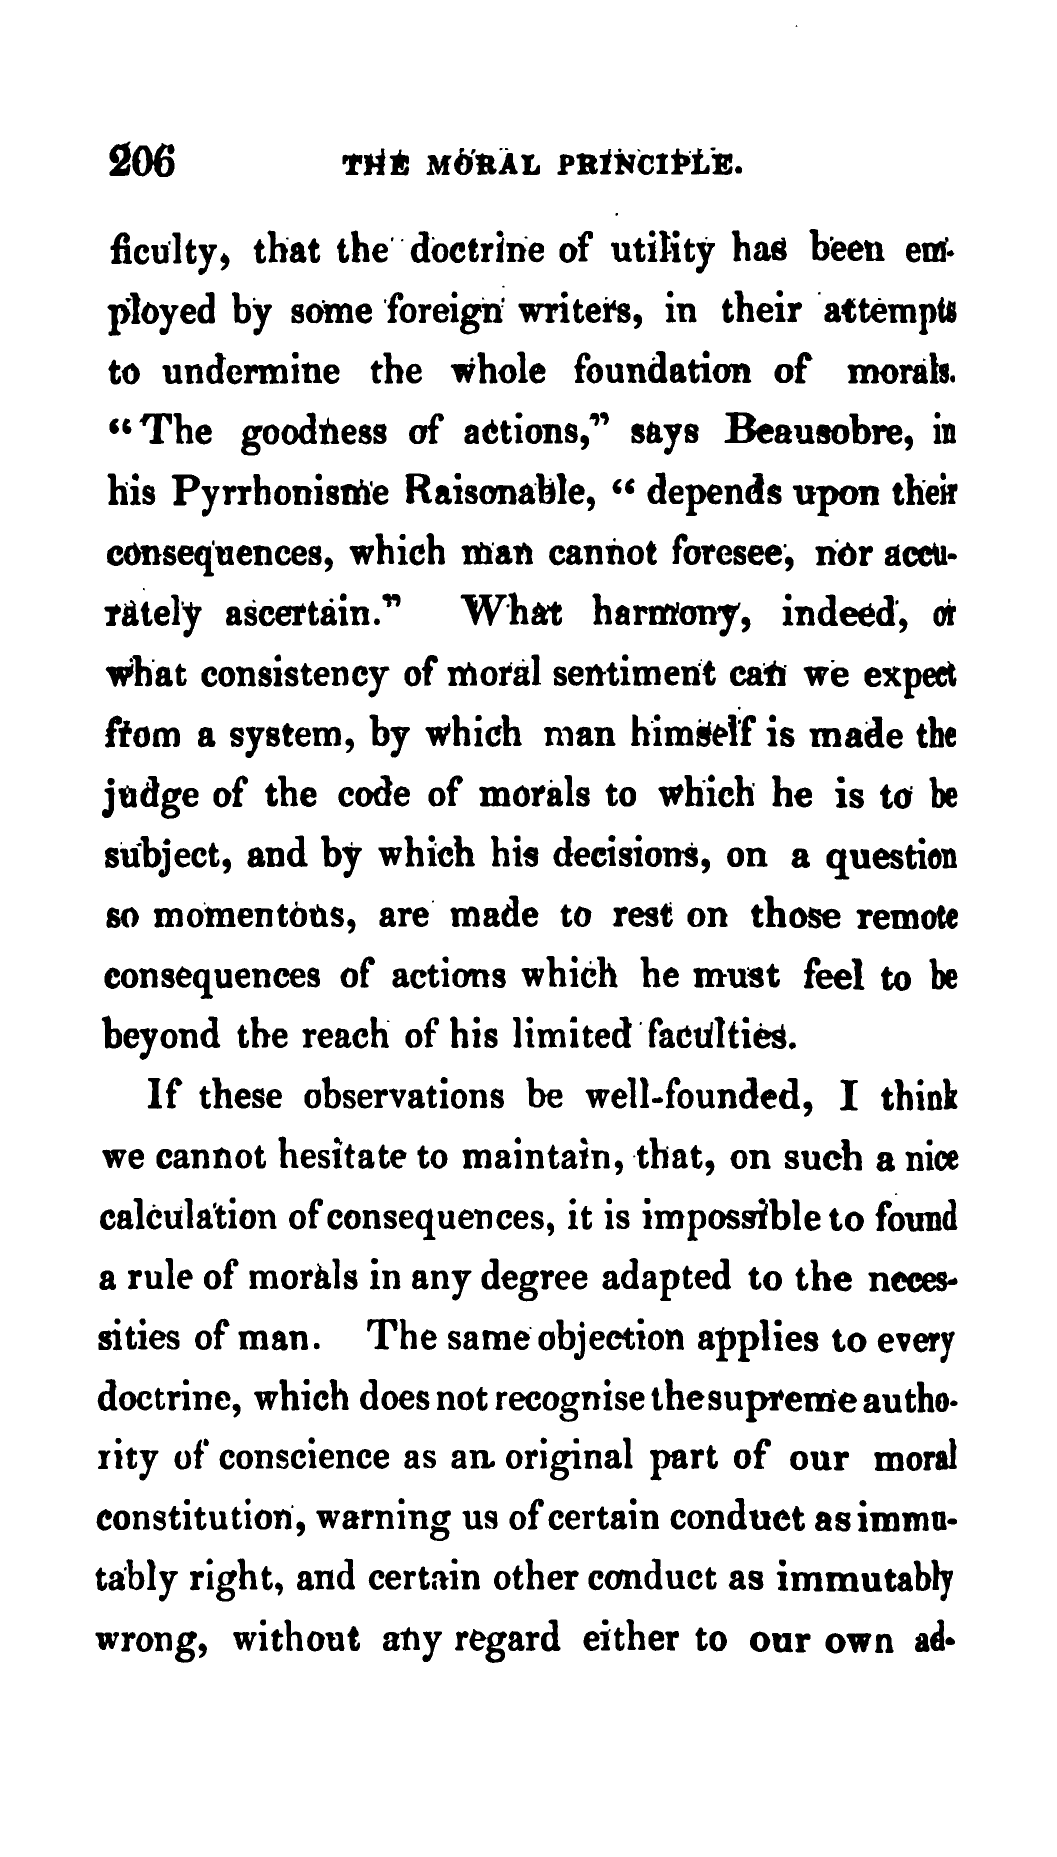 206 THE MORAL PRINCIPLE.
ficulty, that the doctrine of utility has been em-
ployed by some foreign writers, in their attempts
to undermine the whole foundation of morals.
“The goodness of actions,” says Beausobre, in
his Pyrrhonisme Raisonable, “ depends upon their
consequences, which man cannot foresee, nor accu-
rately ascertain.” What harmony, indeed, or
what consistency of moral sentiment can we expect
from a system, by which man himself is made the
judge of the code of morals to which he is to be
subject, and by which his decisions, on a question
so momentous, are made to rest on those remote
consequences of actions which he must feel to be
beyond the reach of his limited faculties.
If these observations be well-founded, I think
we cannot hesitate to maintain, that, on such a nice
calculation of consequences, it is impossible to found
a rule of morals in any degree adapted to the neces-
sities of man. The same objection applies to every
doctrine, which does not recognise the supreme autho-
rity of conscience as an original part of our moral
constitution, warning us of certain conduct as immu-
tably right, and certain other conduct as immutably
wrong, without any regard either to our own ad-